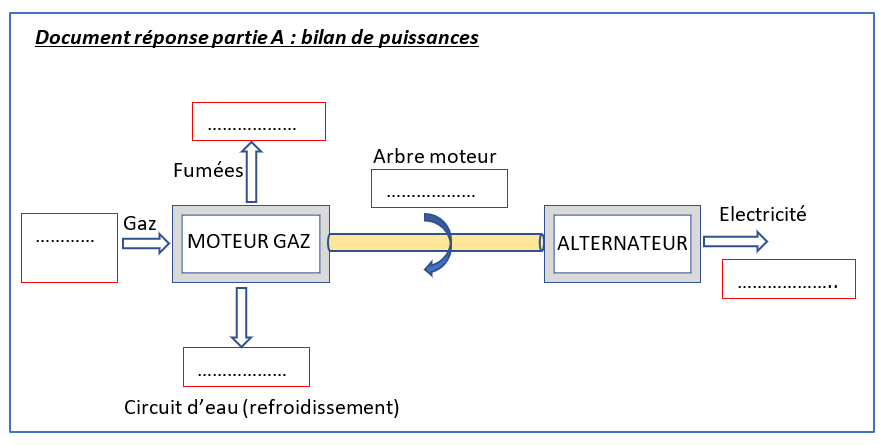 Document réponse partie A : bilan de puissances
………………
Arbre moteur
Fumées
………………
Gaz
Electricité
…………
MOTEUR GAZ
ALTERNATEUR
………………..
………………
Circuit d’eau (refroidissement)